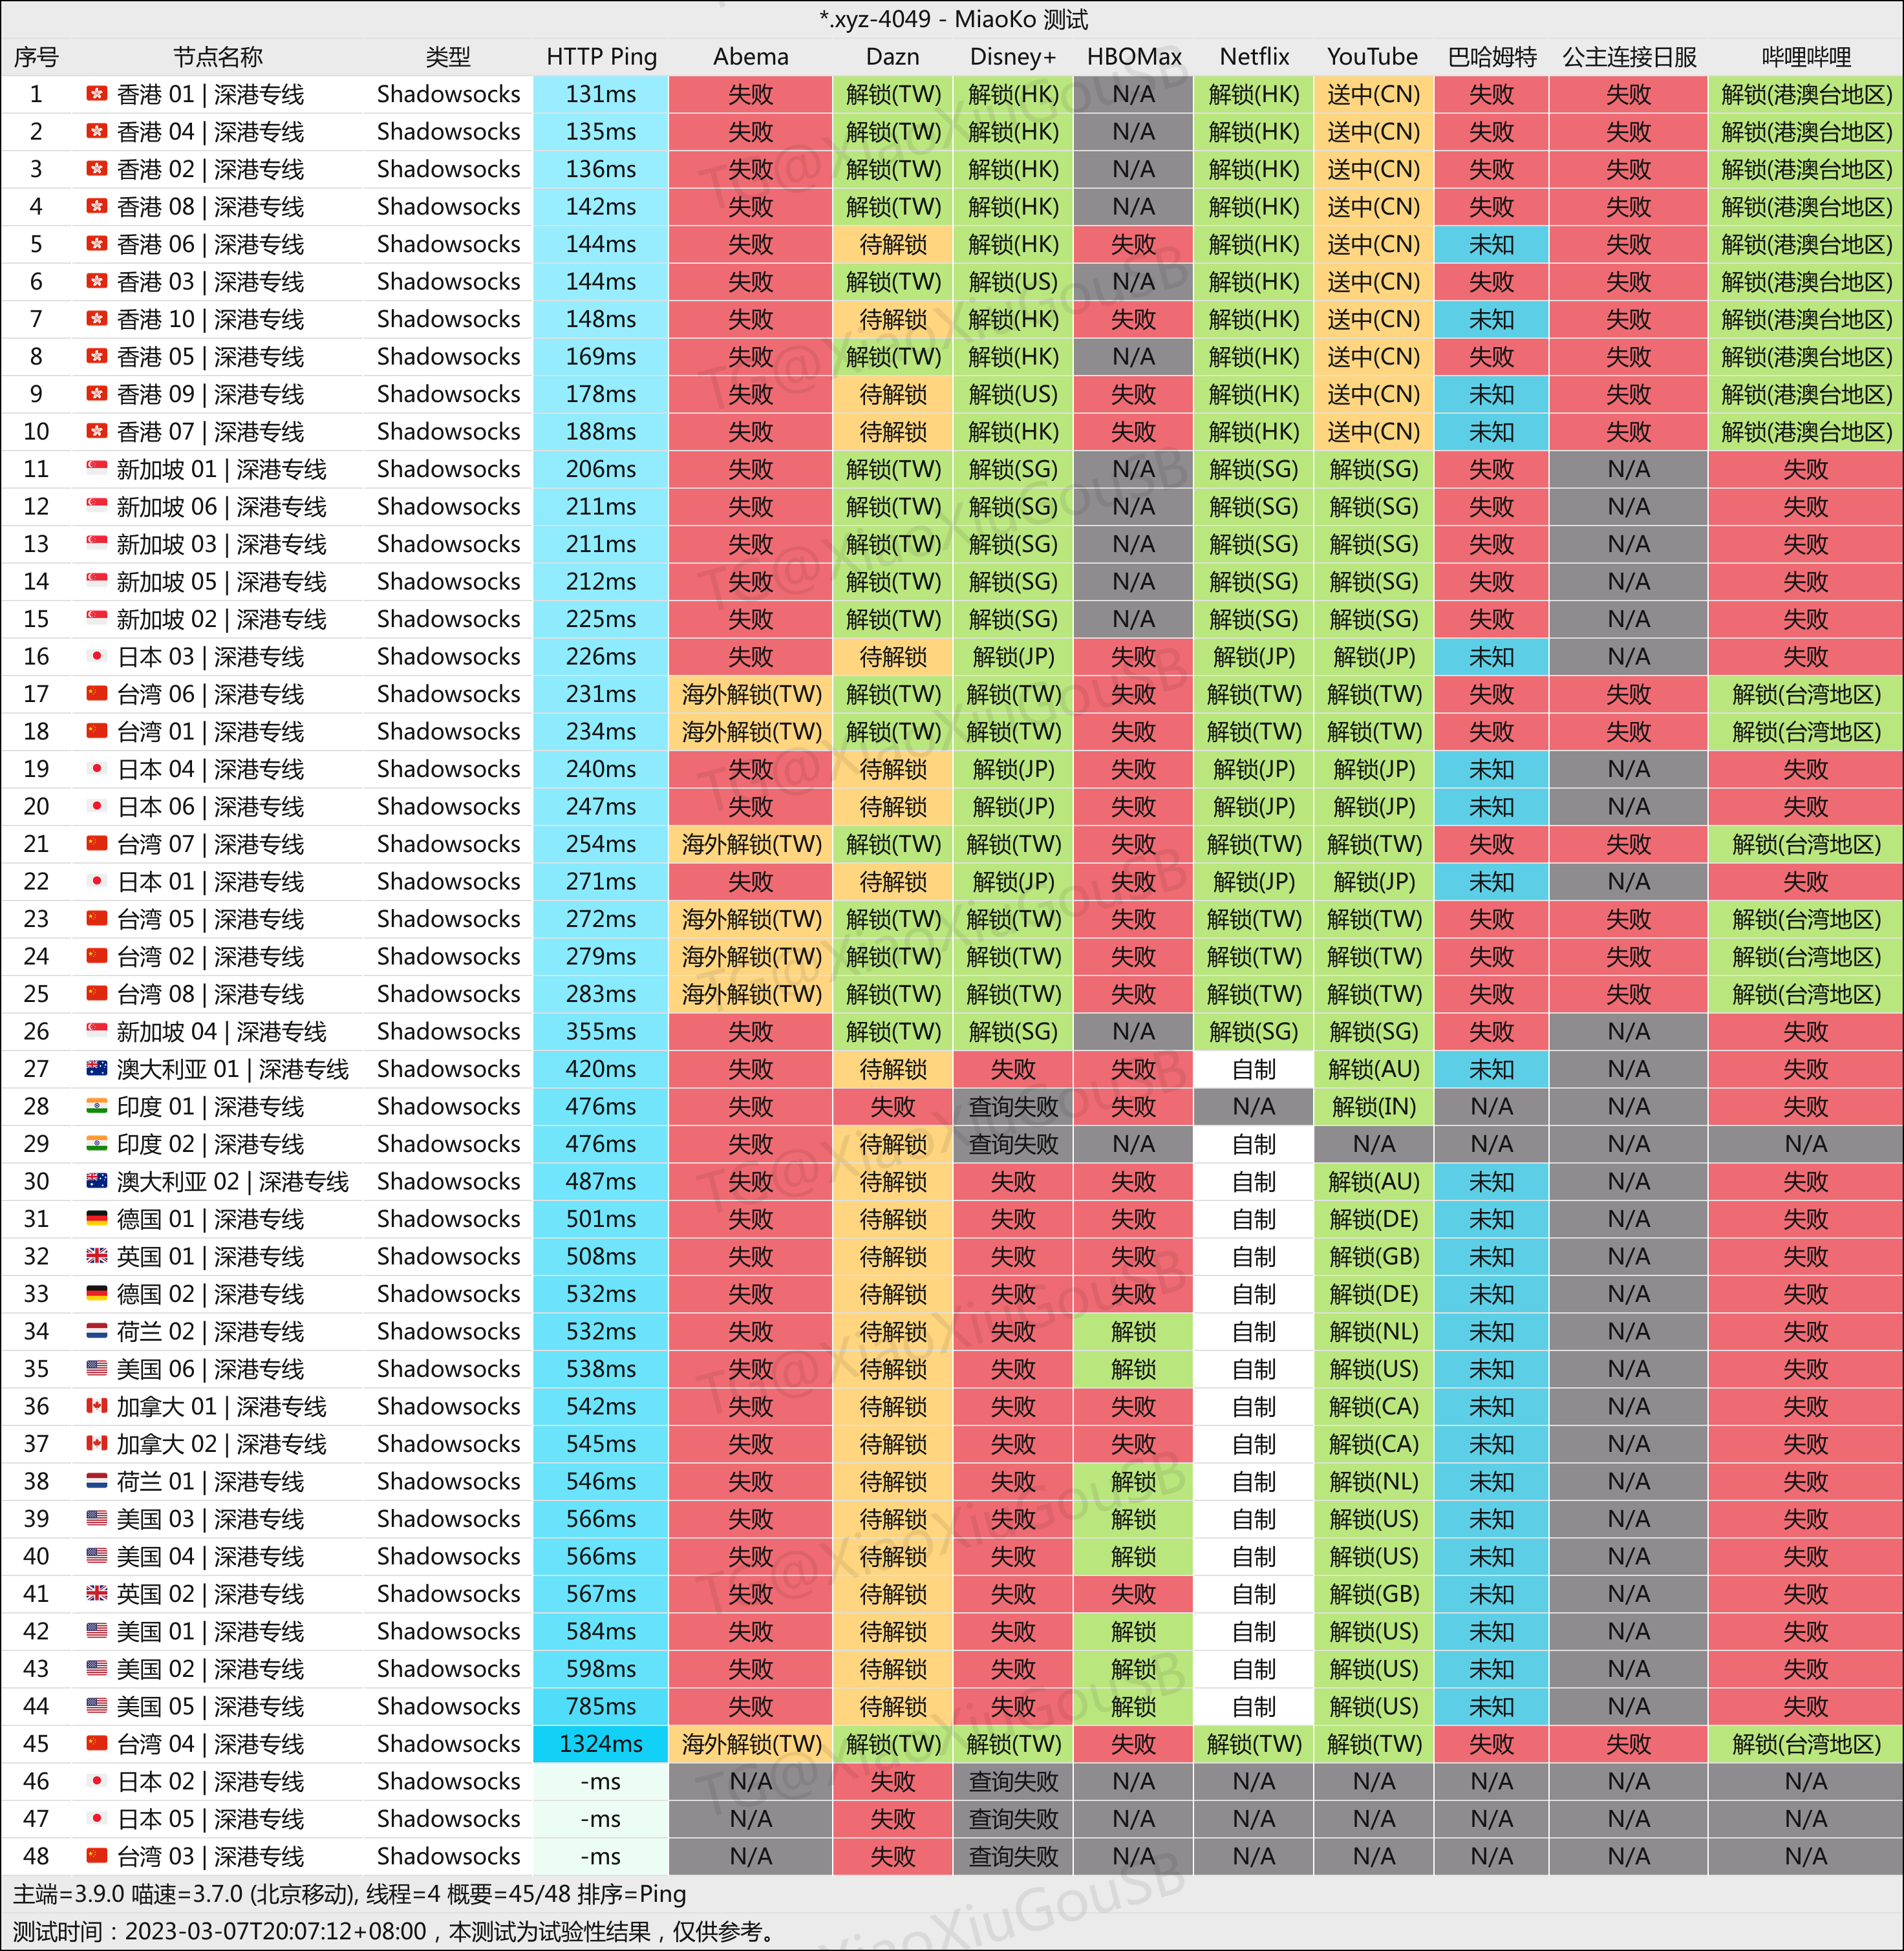 *.xyz-4049 - MiaoKo 测试
序号 节点名称 类型 HTTP Ping Abema Dazn Disney+ HBOMax Netflix YouTube 巴哈姆特 公主连接日服 哔哩哔哩
1 香港 01 | 深港专线 Shadowsocks 131ms 失败 解锁(TW) 解锁(HK) N/A 解锁(HK) 送中(CN) 失败 失败 解锁(港澳台地区)
2 香港 04 | 深港专线 Shadowsocks 135ms 失败 解锁(TW) 解锁(HK) N/A 解锁(HK) 送中(CN) 失败 失败 解锁(港澳台地区)
3 香港 02 | 深港专线 Shadowsocks 136ms 失败 解锁(TW) 解锁(HK) N/A 解锁(HK) 送中(CN) 失败 失败 解锁(港澳台地区)
4 香港 08 | 深港专线 Shadowsocks 142ms 失败 解锁(TW) 解锁(HK) N/A 解锁(HK) 送中(CN) 失败 失败 解锁(港澳台地区)
5 香港 06 | 深港专线 Shadowsocks 144ms 失败 待解锁 解锁(HK) 失败 解锁(HK) 送中(CN) 未知 失败 解锁(港澳台地区)
6 香港 03 | 深港专线 Shadowsocks 144ms 失败 解锁(TW) 解锁(US) N/A 解锁(HK) 送中(CN) 失败 失败 解锁(港澳台地区)
7 香港 10 | 深港专线 Shadowsocks 148ms 失败 待解锁 解锁(HK) 失败 解锁(HK) 送中(CN) 未知 失败 解锁(港澳台地区)
8 香港 05 | 深港专线 Shadowsocks 169ms 失败 解锁(TW) 解锁(HK) N/A 解锁(HK) 送中(CN) 失败 失败 解锁(港澳台地区)
9 香港 09 | 深港专线 Shadowsocks 178ms 失败 待解锁 解锁(US) 失败 解锁(HK) 送中(CN) 未知 失败 解锁(港澳台地区)
10 香港 07 | 深港专线 Shadowsocks 188ms 失败 待解锁 解锁(HK) 失败 解锁(HK) 送中(CN) 未知 失败 解锁(港澳台地区)
11 新加坡 01 | 深港专线 Shadowsocks 206ms 失败 解锁(TW) 解锁(SG) N/A 解锁(SG) 解锁(SG) 失败 N/A 失败
12 新加坡 06 | 深港专线 Shadowsocks 211ms 失败 解锁(TW) 解锁(SG) N/A 解锁(SG) 解锁(SG) 失败 N/A 失败
13 新加坡 03 | 深港专线 Shadowsocks 211ms 失败 解锁(TW) 解锁(SG) N/A 解锁(SG) 解锁(SG) 失败 N/A 失败
14 新加坡 05 | 深港专线 Shadowsocks 212ms 失败 解锁(TW) 解锁(SG) N/A 解锁(SG) 解锁(SG) 失败 N/A 失败
15 新加坡 02 | 深港专线 Shadowsocks 225ms 失败 解锁(TW) 解锁(SG) N/A 解锁(SG) 解锁(SG) 失败 N/A 失败
16 日本 03 | 深港专线 Shadowsocks 226ms 失败 待解锁 解锁(JP) 失败 解锁(JP) 解锁(JP) 未知 N/A 失败
17 台湾 06 | 深港专线 Shadowsocks 231ms 海外解锁(TW) 解锁(TW) 解锁(TW) 失败 解锁(TW) 解锁(TW) 失败 失败 解锁(台湾地区)
18 台湾 01 | 深港专线 Shadowsocks 234ms 海外解锁(TW) 解锁(TW) 解锁(TW) 失败 解锁(TW) 解锁(TW) 失败 失败 解锁(台湾地区)
19 日本 04 | 深港专线 Shadowsocks 240ms 失败 待解锁 解锁(JP) 失败 解锁(JP) 解锁(JP) 未知 N/A 失败
20 日本 06 | 深港专线 Shadowsocks 247ms 失败 待解锁 解锁(JP) 失败 解锁(JP) 解锁(JP) 未知 N/A 失败
21 台湾 07 | 深港专线 Shadowsocks 254ms 海外解锁(TW) 解锁(TW) 解锁(TW) 失败 解锁(TW) 解锁(TW) 失败 失败 解锁(台湾地区)
22 日本 01 | 深港专线 Shadowsocks 271ms 失败 待解锁 解锁(JP) 失败 解锁(JP) 解锁(JP) 未知 N/A 失败
23 台湾 05 | 深港专线 Shadowsocks 272ms 海外解锁(TW) 解锁(TW) 解锁(TW) 失败 解锁(TW) 解锁(TW) 失败 失败 解锁(台湾地区)
24 台湾 02 | 深港专线 Shadowsocks 279ms 海外解锁(TW) 解锁(TW) 解锁(TW) 失败 解锁(TW) 解锁(TW) 失败 失败 解锁(台湾地区)
25 台湾 08 | 深港专线 Shadowsocks 283ms 海外解锁(TW) 解锁(TW) 解锁(TW) 失败 解锁(TW) 解锁(TW) 失败 失败 解锁(台湾地区)
26 新加坡 04 | 深港专线 Shadowsocks 355ms 失败 解锁(TW) 解锁(SG) N/A 解锁(SG) 解锁(SG) 失败 N/A 失败
27 澳大利亚 01 | 深港专线 Shadowsocks 420ms 失败 待解锁 失败 失败 自制 解锁(AU) 未知 N/A 失败
28 印度 01 | 深港专线 Shadowsocks 476ms 失败 失败 查询失败 失败 N/A 解锁(IN) N/A N/A 失败
29 印度 02 | 深港专线 Shadowsocks 476ms 失败 待解锁 查询失败 N/A 自制 N/A N/A N/A N/A
30 澳大利亚 02 | 深港专线 Shadowsocks 487ms 失败 待解锁 失败 失败 自制 解锁(AU) 未知 N/A 失败
31 德国 01 | 深港专线 Shadowsocks 501ms 失败 待解锁 失败 失败 自制 解锁(DE) 未知 N/A 失败
32 英国 01 | 深港专线 Shadowsocks 508ms 失败 待解锁 失败 失败 自制 解锁(GB) 未知 N/A 失败
33 德国 02 | 深港专线 Shadowsocks 532ms 失败 待解锁 失败 失败 自制 解锁(DE) 未知 N/A 失败
34 荷兰 02 | 深港专线 Shadowsocks 532ms 失败 待解锁 失败 解锁 自制 解锁(NL) 未知 N/A 失败
35 美国 06 | 深港专线 Shadowsocks 538ms 失败 待解锁 失败 解锁 自制 解锁(US) 未知 N/A 失败
36 加拿大 01 | 深港专线 Shadowsocks 542ms 失败 待解锁 失败 失败 自制 解锁(CA) 未知 N/A 失败
37 加拿大 02 | 深港专线 Shadowsocks 545ms 失败 待解锁 失败 失败 自制 解锁(CA) 未知 N/A 失败
38 荷兰 01 | 深港专线 Shadowsocks 546ms 失败 待解锁 失败 解锁 自制 解锁(NL) 未知 N/A 失败
39 美国 03 | 深港专线 Shadowsocks 566ms 失败 待解锁 失败 解锁 自制 解锁(US) 未知 N/A 失败
40 美国 04 | 深港专线 Shadowsocks 566ms 失败 待解锁 失败 解锁 自制 解锁(US) 未知 N/A 失败
41 英国 02 | 深港专线 Shadowsocks 567ms 失败 待解锁 失败 失败 自制 解锁(GB) 未知 N/A 失败
42 美国 01 | 深港专线 Shadowsocks 584ms 失败 待解锁 失败 解锁 自制 解锁(US) 未知 N/A 失败
43 美国 02 | 深港专线 Shadowsocks 598ms 失败 待解锁 失败 解锁 自制 解锁(US) 未知 N/A 失败
44 美国 05 | 深港专线 Shadowsocks 785ms 失败 待解锁 失败 解锁 自制 解锁(US) 未知 N/A 失败
45 台湾 04 | 深港专线 Shadowsocks 1324ms 海外解锁(TW) 解锁(TW) 解锁(TW) 失败 解锁(TW) 解锁(TW) 失败 失败 解锁(台湾地区)
46 日本 02 | 深港专线 Shadowsocks -ms N/A 失败 查询失败 N/A N/A N/A N/A N/A N/A
47 日本 05 | 深港专线 Shadowsocks -ms N/A 失败 查询失败 N/A N/A N/A N/A N/A N/A
48 台湾 03 | 深港专线 Shadowsocks -ms N/A 失败 查询失败 N/A N/A N/A N/A N/A N/A
主端=3.9.0 喵速=3.7.0 (北京移动), 线程=4 概要=45/48 排序=Ping
测试时间：2023-03-07T20:07:12+08:00，本测试为试验性结果，仅供参考。
TG@XiaoXiuGouSB